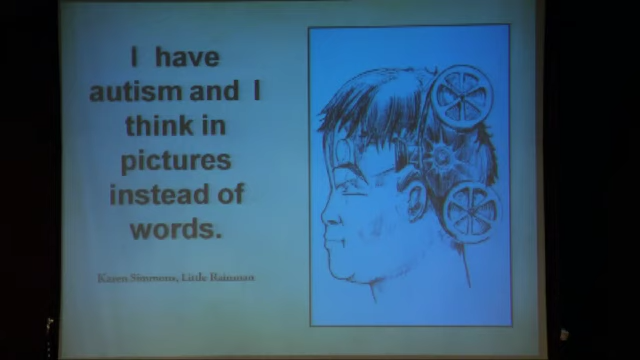 I have
autism and I
think in
pictures
instead of
words.
Karen Simmons, Little Rainman